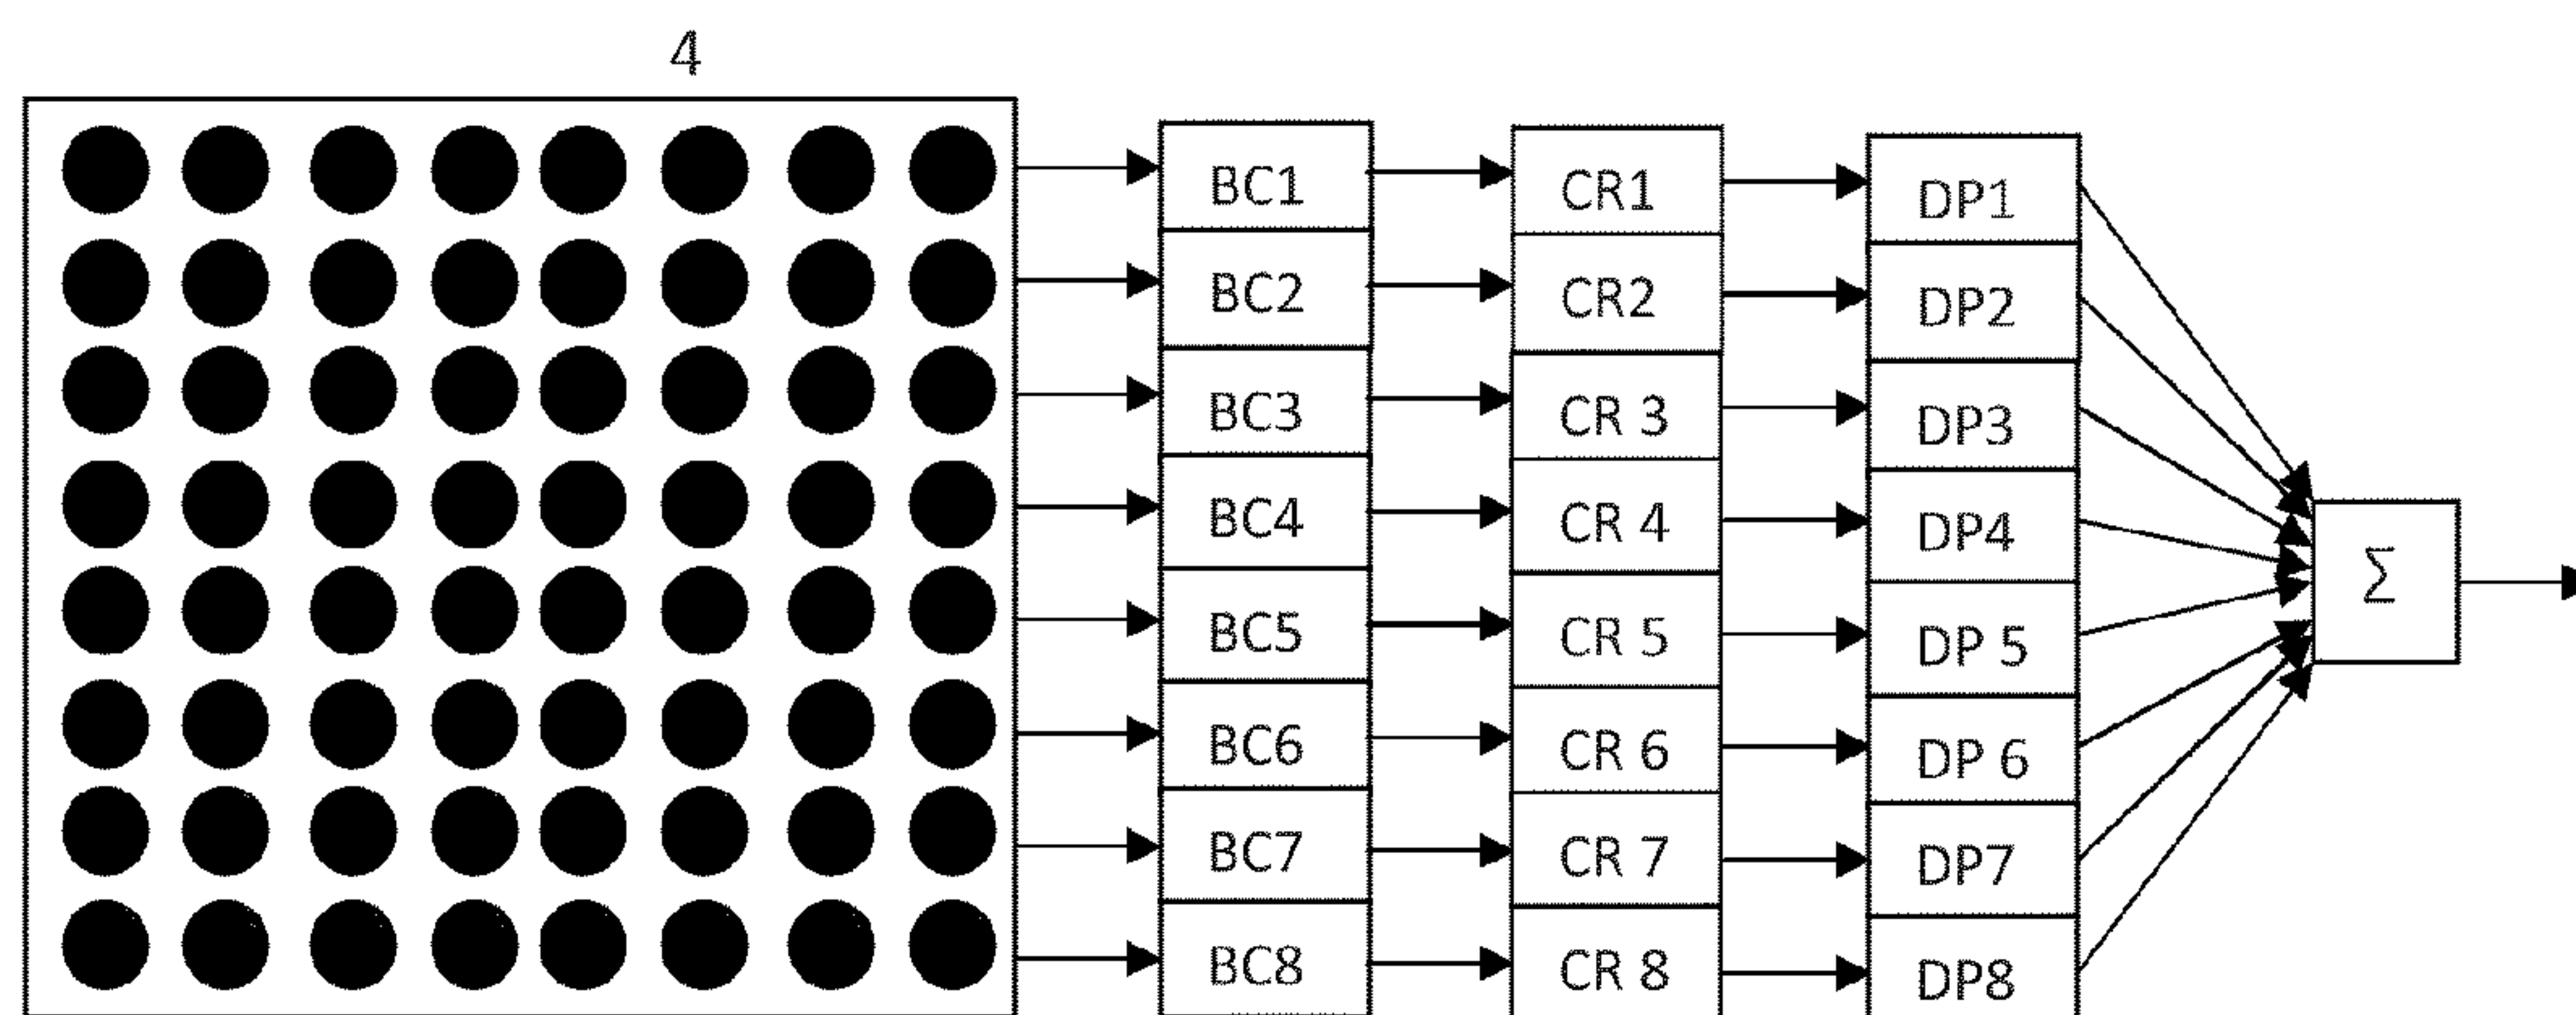 4
BC1
BC2
BC3
BC4
BC5
BC6
BC7
BC8
CR1
CR2
CR 3
CR 4
CR 5
CR 6
CR 7
CR 8
DP1
DP2
DP3
DP4
DP 5
DP 6
DP7
DP8
Σ